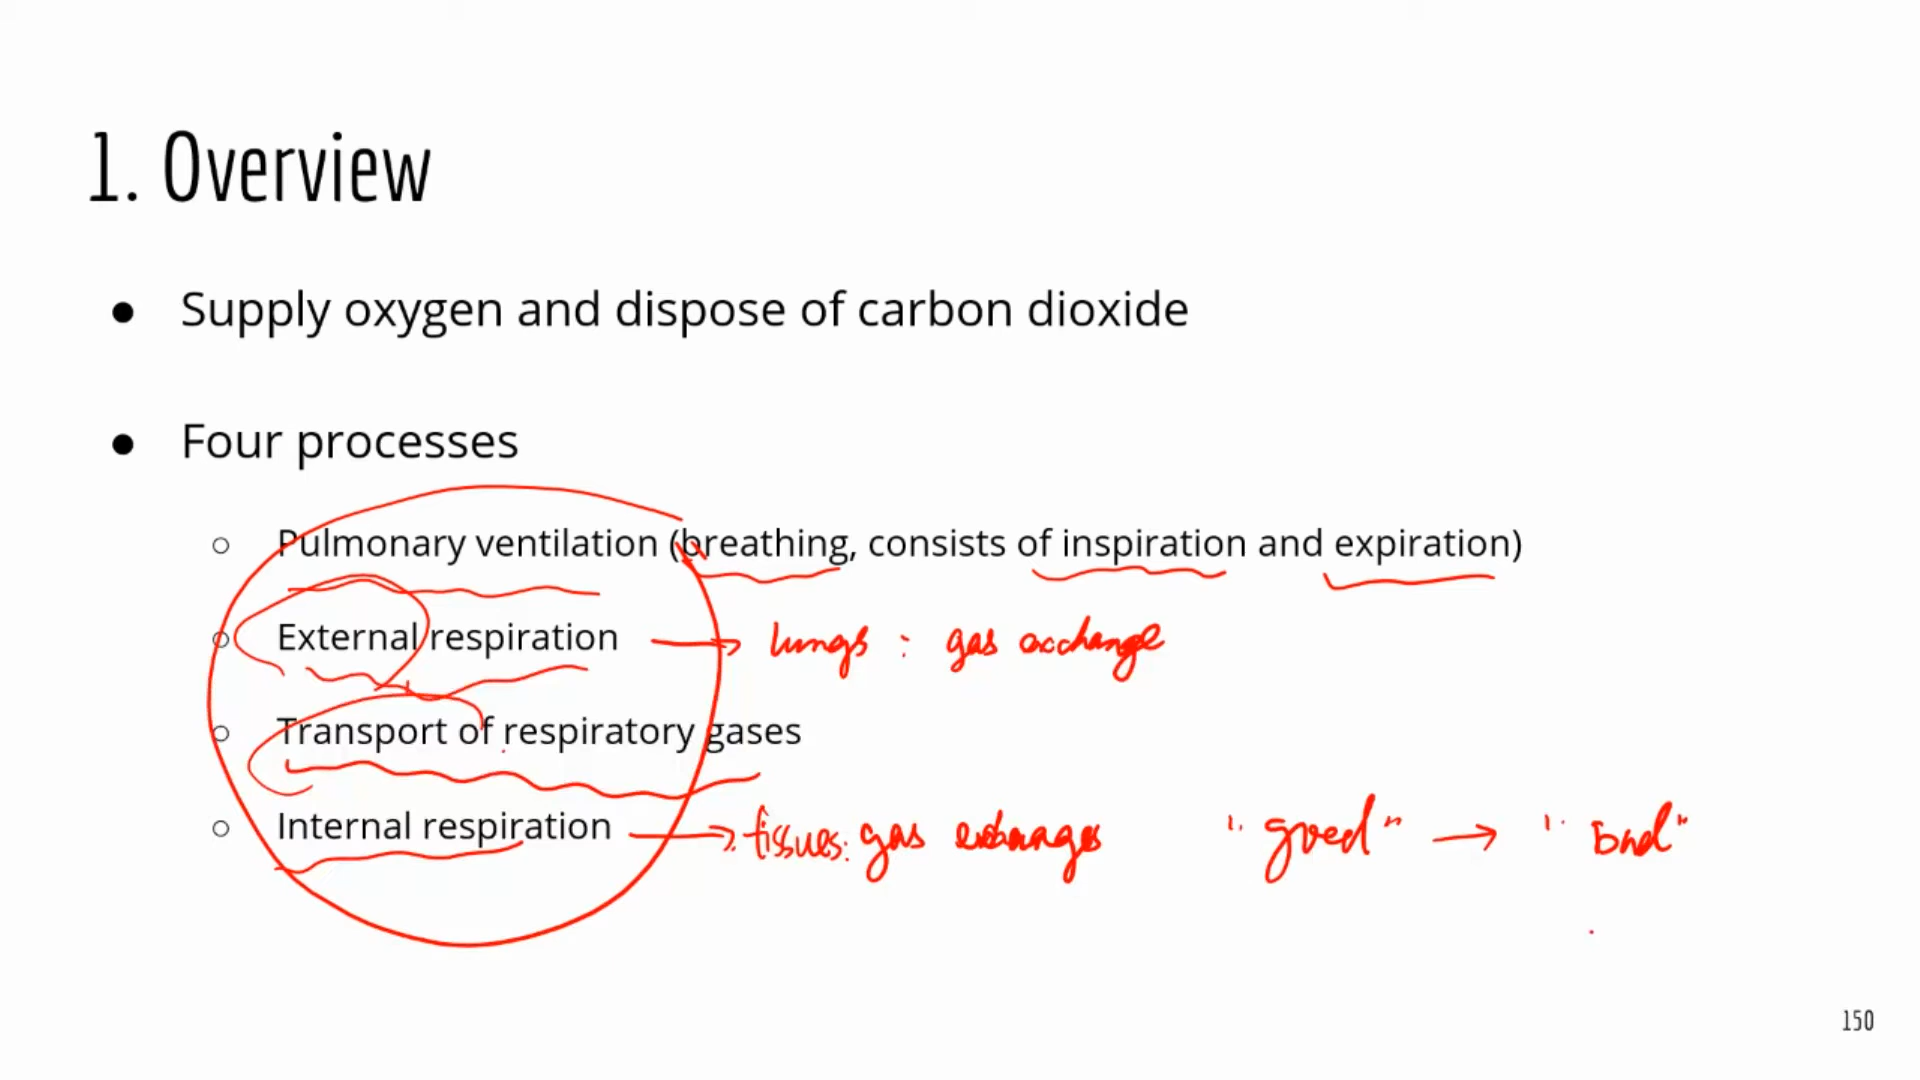 1. Overview
● Supply oxygen and dispose of carbon dioxide
● Four processes
○ Pulmonary ventilation (breathing, consists of inspiration and expiration)
○ External respiration → lungs : gas exchange
○ Transport of respiratory gases
○ Internal respiration → tissues: gas exchanges "good" → "bad"
150